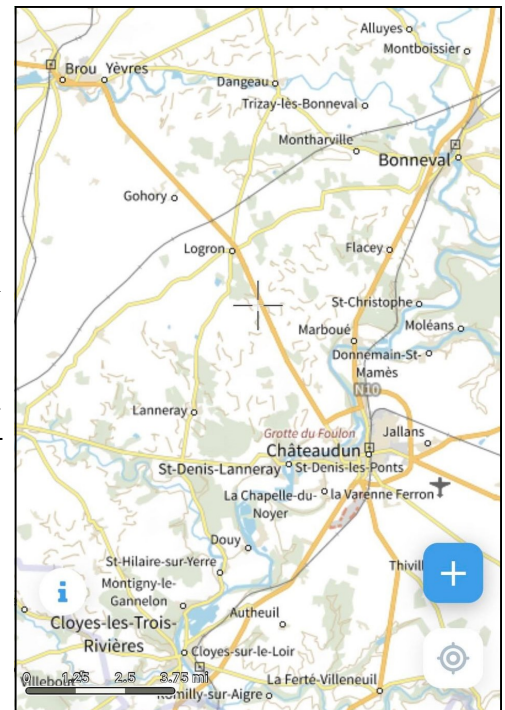 Alluyes
Montboissier
Brou Yèvres
Dangeau
Trizay-lès-Bonneval
Montharville
Bonneval
Gohory
Logron
Flacey
St-Christophe
Marboué
Moléans
Donnemain-St-
Mamès
N10
Lanneray
Grotte du Foulon
Jallans
Châteaudun
St-Denis-Lanneray
St-Denis-les-Ponts
La Chapelle-du-
Noyer
la Varenne Ferron
Douy
St-Hilaire-sur-Yerre
Thivill
Montigny-le-
Gannelon
Autheuil
Cloyes-les-Trois-
Rivières
Cloyes-sur-le-Loir
0 1.25 2.5 3.75 mi
La Ferté-Villeneuil
Romilly-sur-Aigre